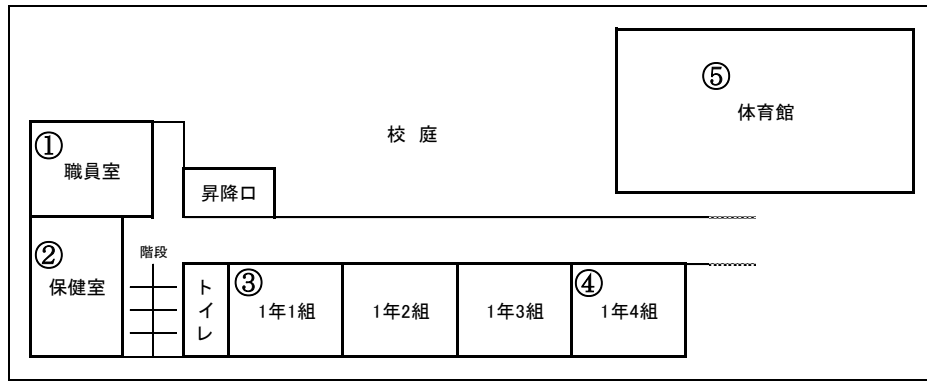 ⑤
体育館
校 庭
①
職員室
昇降口
②
保健室
階段
トイレ
③
1年1組
1年2組
1年3組
④
1年4組